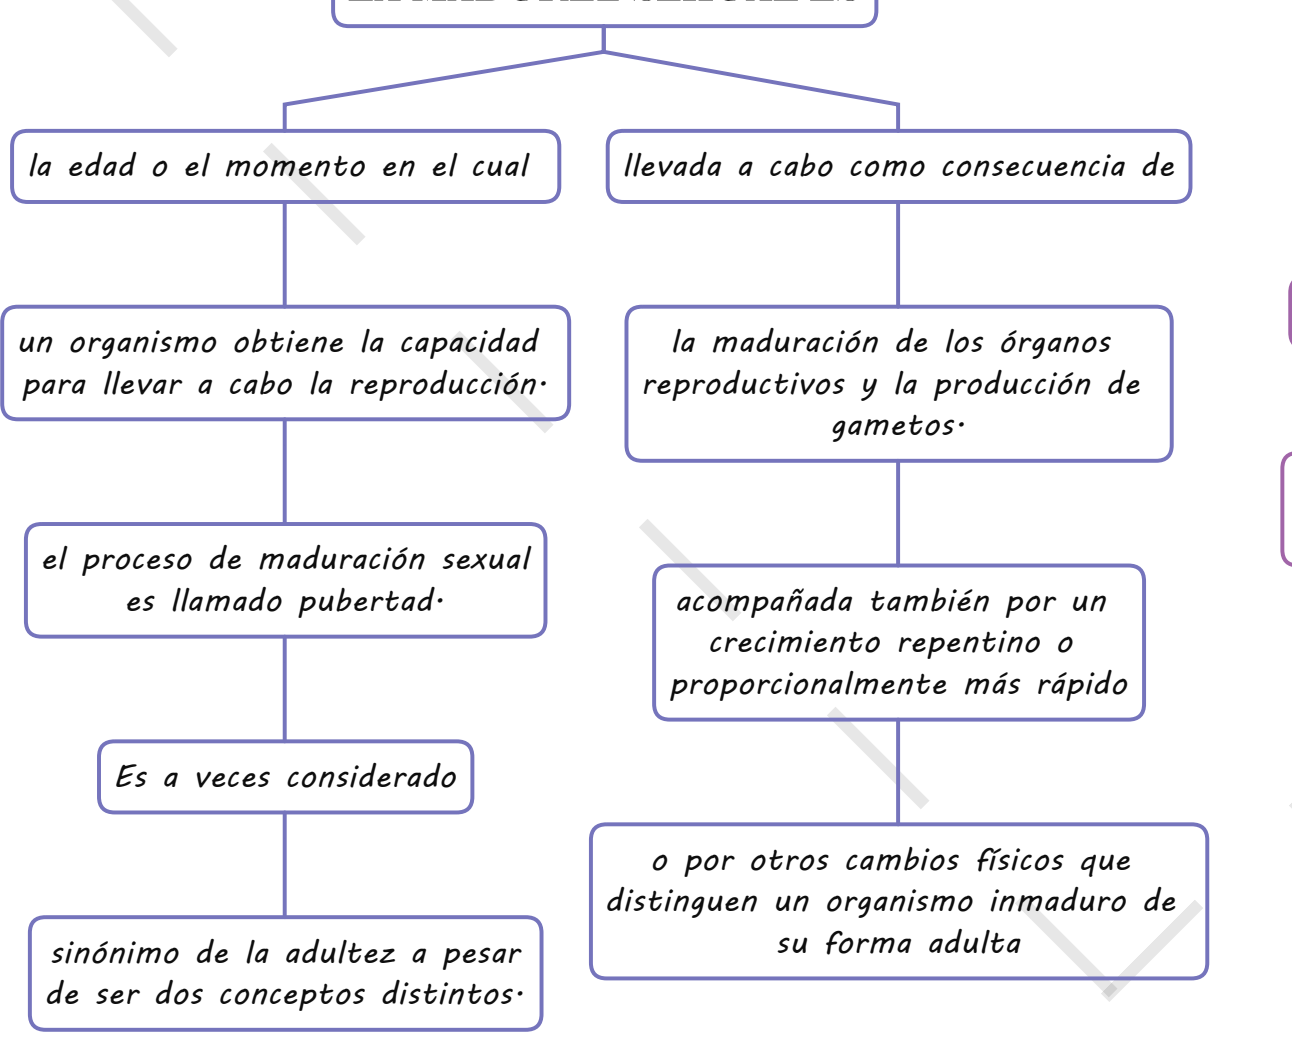 la edad o el momento en el cual
un organismo obtiene la capacidad
para llevar a cabo la reproducción.
el proceso de maduración sexual
es llamado pubertad.
Es a veces considerado
sinónimo de la adultez a pesar
de ser dos conceptos distintos.
llevada a cabo como consecuencia de
la maduración de los órganos
reproductivos y la producción de
gametos.
acompañada también por un
crecimiento repentino o
proporcionalmente más rápido
o por otros cambios físicos que
distinguen un organismo inmaduro de
su forma adulta